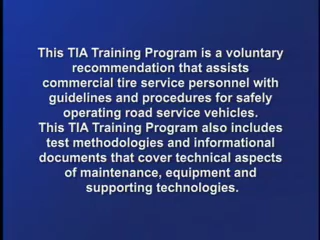 This TIA Training Program is a voluntary
recommendation that assists
commercial tire service personnel with
guidelines and procedures for safely
operating road service vehicles.
This TIA Training Program also includes
test methodologies and informational
documents that cover technical aspects
of maintenance, equipment and
supporting technologies.